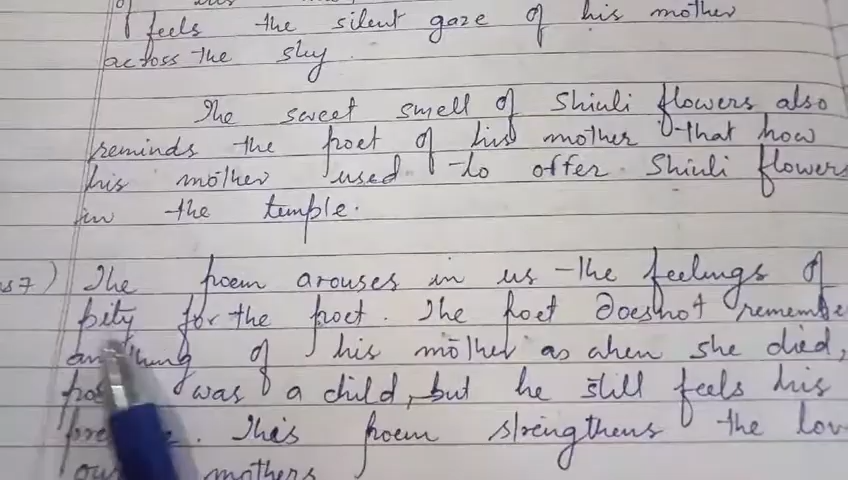 feels the silent gaze of his mother
across the sky.
The sweet smell of Shiuli flowers also
reminds the poet of his mother that how
his mother used to offer Shiuli flowers
in the temple.
s7) The poem arouses in us the feelings of
pity for the poet. The poet doesnot remembe
of his mother as when she died,
was a child, but he still feels his
This poem strengthens the lov
mothers